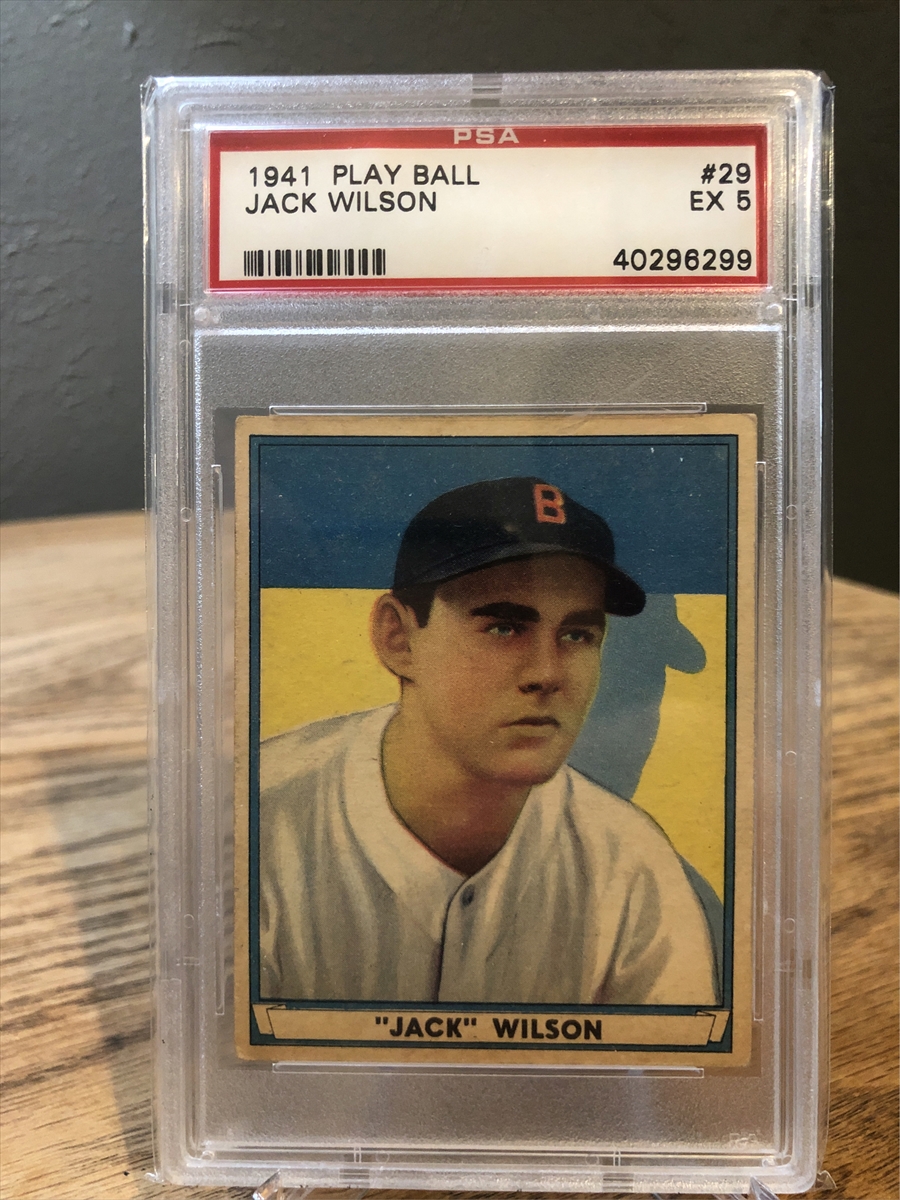 PSA
1941 PLAY BALL #29
JACK WILSON EX 5
40296299
B
"JACK" WILSON